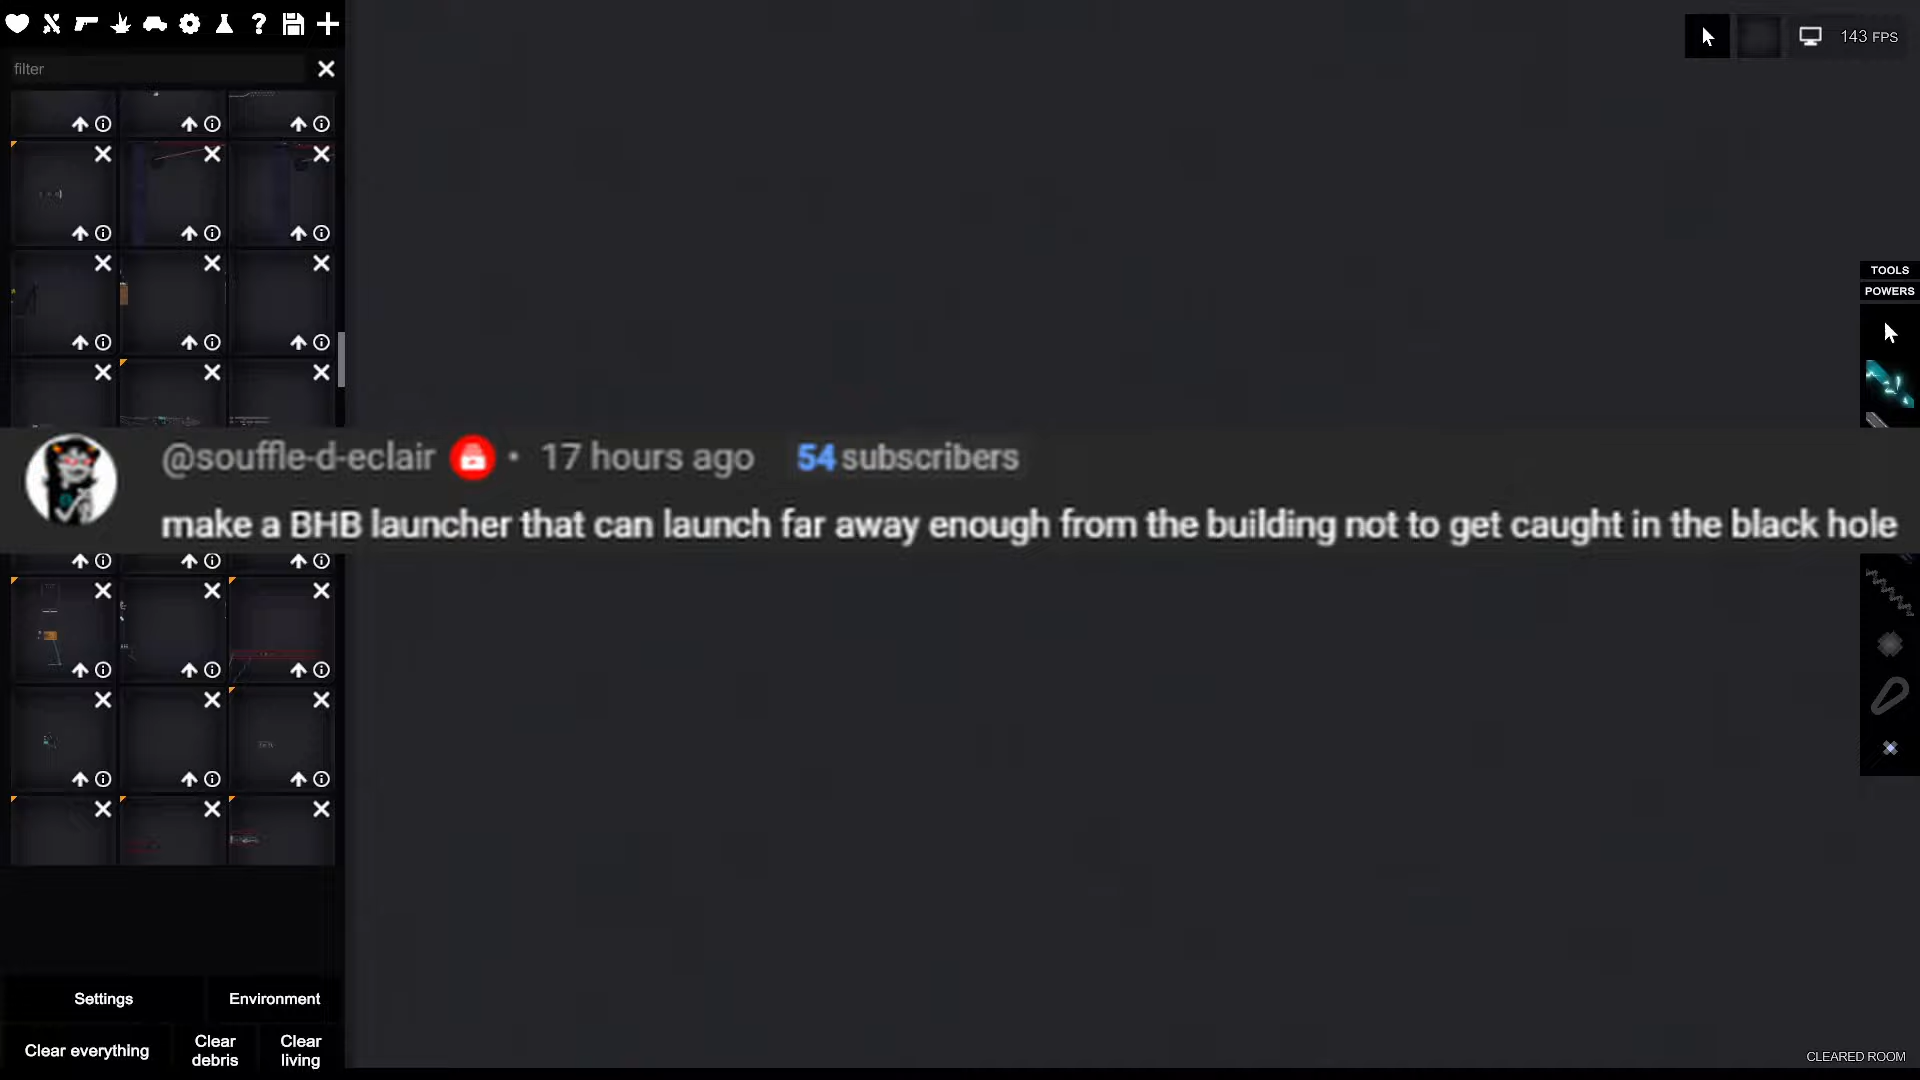 filter
143 FPS
TOOLS
POWERS
@souffle-d-eclair • 17 hours ago 54 subscribers
make a BHB launcher that can launch far away enough from the building not to get caught in the black hole
Settings
Environment
Clear everything
Clear debris
Clear living
CLEARED ROOM